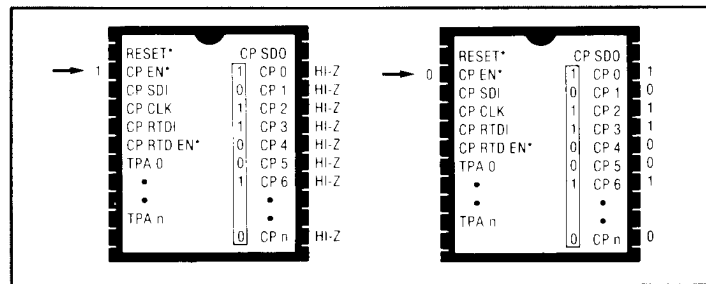 RESET* CP SDO
1 CP EN* 1 CP 0 HI-Z
CP SDI 0 CP 1 HI-Z
CP CLK 1 CP 2 HI-Z
CP RTDI 1 CP 3 HI-Z
CP RTD EN* 0 CP 4 HI-Z
TPA 0 0 CP 5 HI-Z
1 CP 6 HI-Z
TPA n
0 CP n HI-Z
RESET* CP SDO
0 CP EN* 1 CP 0 1
CP SDI 0 CP 1 0
CP CLK 1 CP 2 1
CP RTDI 1 CP 3 1
CP RTD EN* 0 CP 4 0
TPA 0 0 CP 5 0
1 CP 6 1
TPA n
0 CP n 0